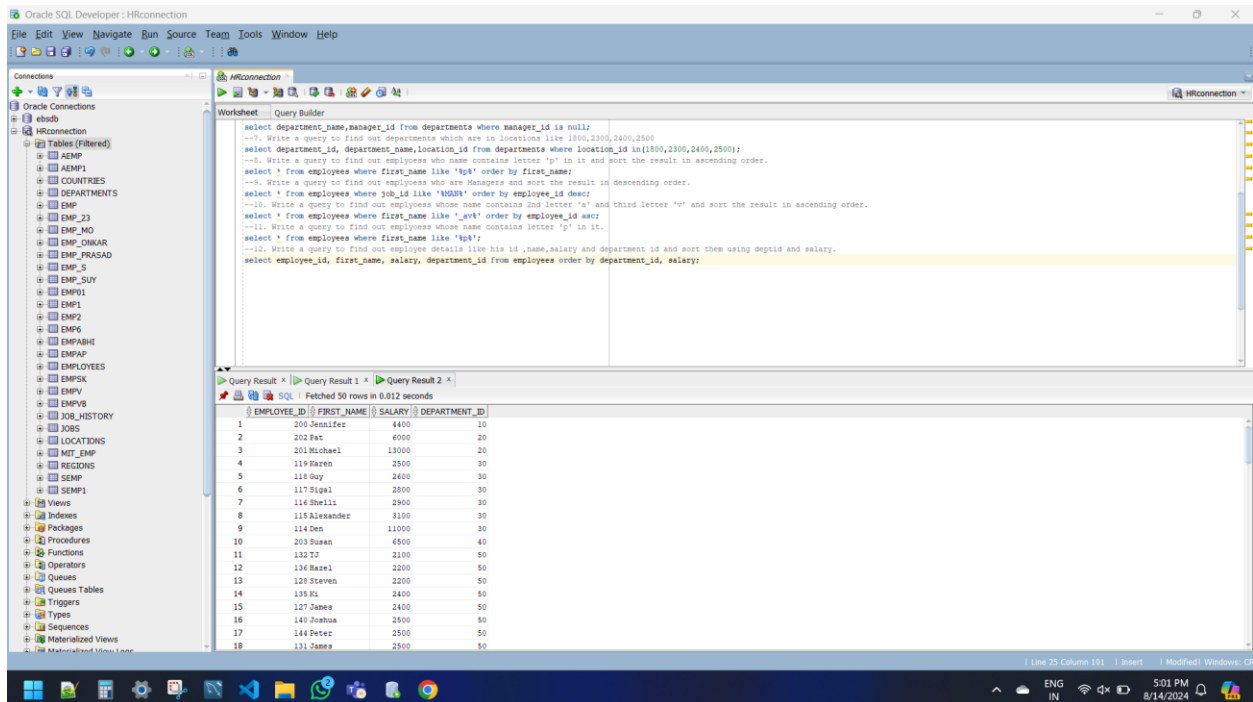 Oracle SQL Developer : HRconnection
File Edit View Navigate Run Source Team Tools Window Help
Connections
HRconnection
HRconnection
Oracle Connections
ebsdb
HRconnection
Tables (Filtered)
AEMP
AEMP1
COUNTRIES
DEPARTMENTS
EMP
EMP_23
EMP_MO
EMP_ONKAR
EMP_PRASAD
EMP_S
EMP_SUY
EMP01
EMP1
EMP2
EMP6
EMPABHI
EMPAP
EMPLOYEES
EMPSK
EMPV
EMPVB
JOB_HISTORY
JOBS
LOCATIONS
MIT_EMP
REGIONS
SEMP
SEMP1
Views
Indexes
Packages
Procedures
Functions
Operators
Queues
Queues Tables
Triggers
Types
Sequences
Materialized Views
Materialized View Logs
Worksheet Query Builder
select department_name,manager_id from departments where manager_id is null;
--7. Write a query to find out departments which are in locations like 1800,2300,2400,2500
select department_id, department_name,location_id from departments where location_id in(1800,2300,2400,2500);
--8. Write a query to find out emplyoess who name contains letter 'p' in it and sort the result in ascending order.
select * from employees where first_name like '%p%' order by first_name;
--9. Write a query to find out emplyoess who are Managers and sort the result in descending order.
select * from employees where job_id like '%MAN%' order by employee_id desc;
--10. Write a query to find out emplyoess whose name contains 2nd letter 'a' and third letter 'v' and sort the result in ascending order.
select * from employees where first_name like '_av%' order by employee_id asc;
--11. Write a query to find out emplyoess whose name contains letter 'p' in it.
select * from employees where first_name like '%p%';
--12. Write a query to find out employee details like his id ,name,salary and department id and sort them using deptid and salary.
select employee_id, first_name, salary, department_id from employees order by department_id, salary;
Query Result Query Result 1 Query Result 2
SQL | Fetched 50 rows in 0.012 seconds
EMPLOYEE_ID FIRST_NAME SALARY DEPARTMENT_ID
1 200 Jennifer 4400 10
2 202 Pat 6000 20
3 201 Michael 13000 20
4 119 Karen 2500 30
5 118 Guy 2600 30
6 117 Sigal 2800 30
7 116 Shelli 2900 30
8 115 Alexander 3100 30
9 114 Den 11000 30
10 203 Susan 6500 40
11 132 TJ 2100 50
12 136 Hazel 2200 50
13 128 Steven 2200 50
14 135 Ki 2400 50
15 127 James 2400 50
16 140 Joshua 2500 50
17 144 Peter 2500 50
18 131 James 2500 50
| Line 25 Column 101 | Insert | Modified | Windows: CR
2
ENG
IN
5:01 PM
8/14/2024